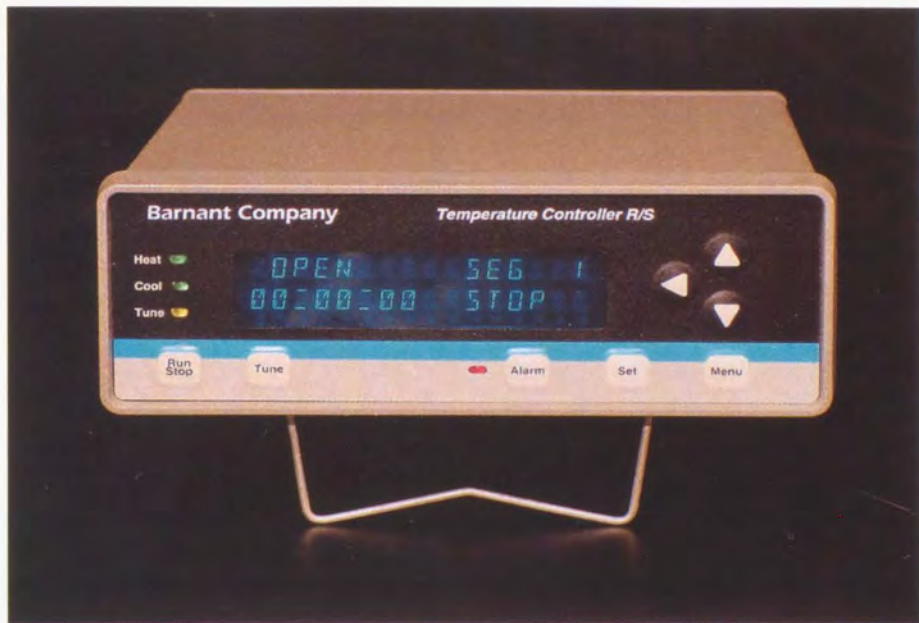 Barnant Company Temperature Controller R/S
Heat
Cool
Tune
OPEN SEG 1
00:00:00 STOP
Run
Stop
Tune
Alarm
Set
Menu